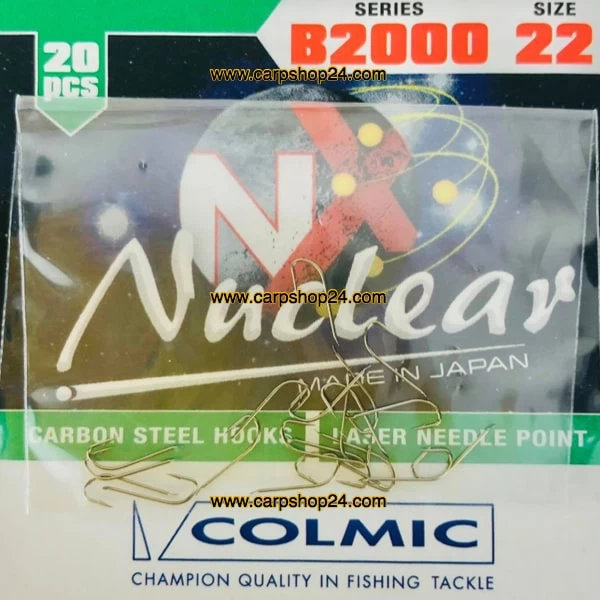 SERIES SIZE
20 pcs B2000 22
www.carpshop24.com
NX
Nuclear
www.carpshop24.com
MADE IN JAPAN
CARBON STEEL HOOKS LASER NEEDLE POINT
www.carpshop24.com
COLMIC
CHAMPION QUALITY IN FISHING TACKLE